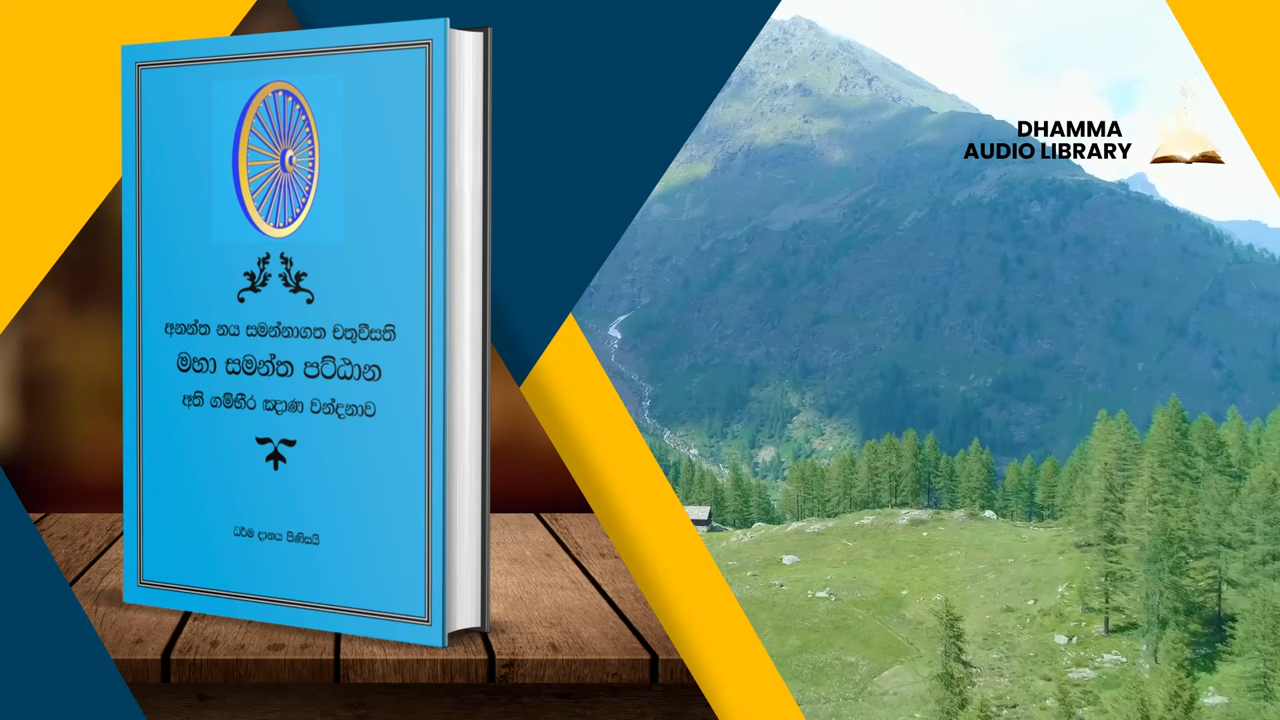 අනන්ත නය සමන්නාගත චතුවීසති
මහා සමන්ත පට්ඨාන
අති ගම්භීර ඤාණ වන්දනාව
ධර්ම දානය පිණිසයි
DHAMMA
AUDIO LIBRARY